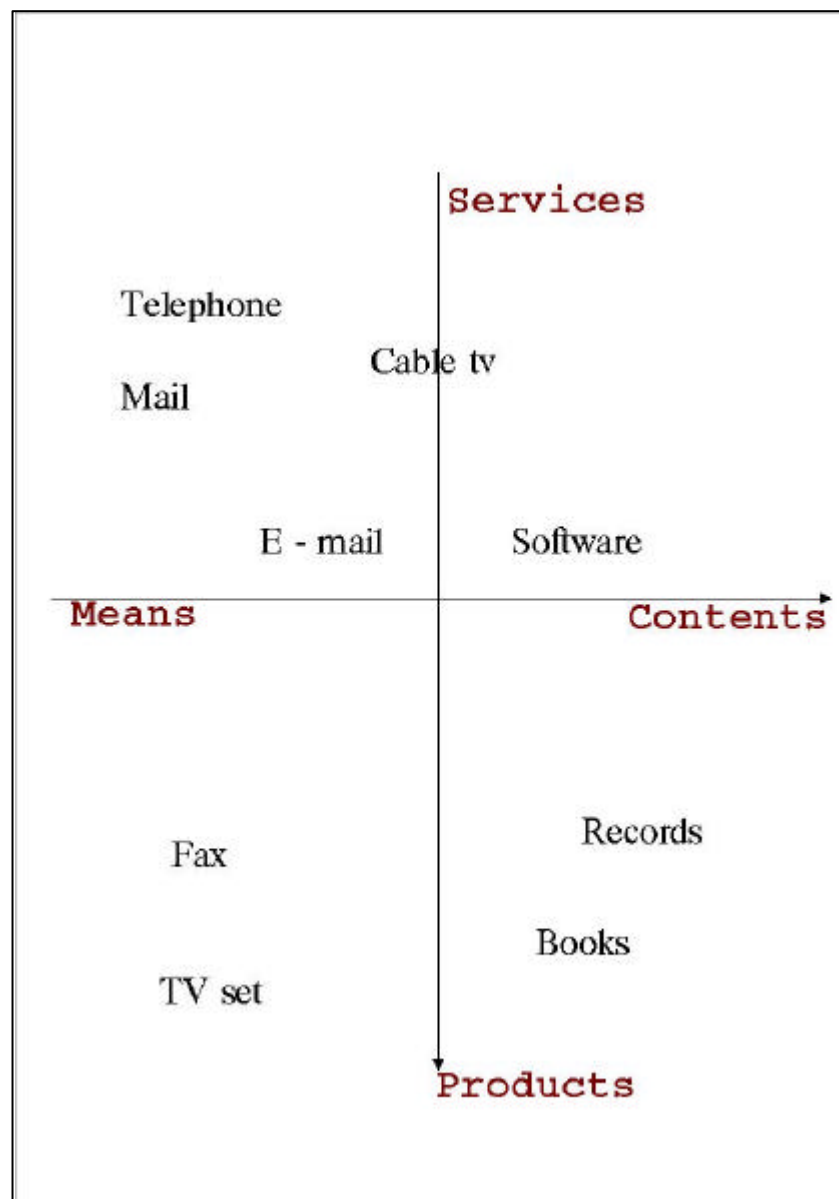 Services
Telephone
Cable tv
Mail
E - mail
Software
Means
Contents
Records
Fax
Books
TV set
Products